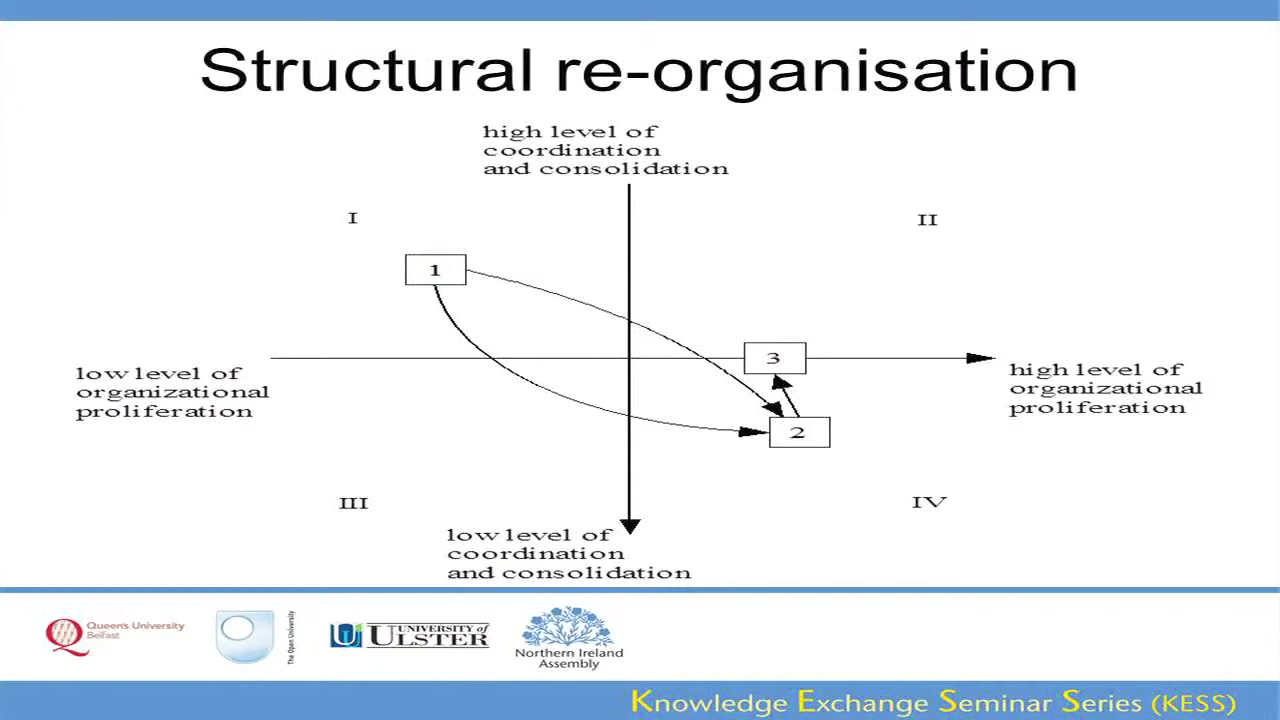 Structural re-organisation
high level of
coordination
and consolidation
I
II
1
3
low level of
organizational
proliferation
high level of
organizational
proliferation
2
III
IV
low level of
coordination
and consolidation
Queen's University
Belfast
The Open University
UNIVERSITY of
ULSTER
Northern Ireland
Assembly
Knowledge Exchange Seminar Series (KESS)